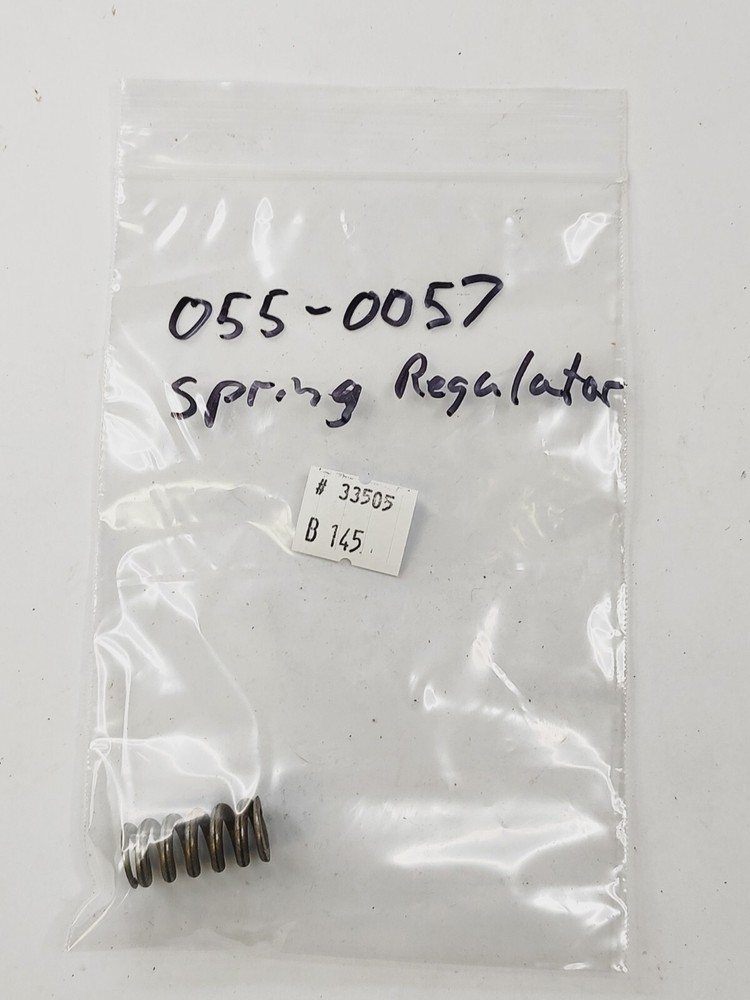 055-0057
Spring Regulator
# 33505
B 145.